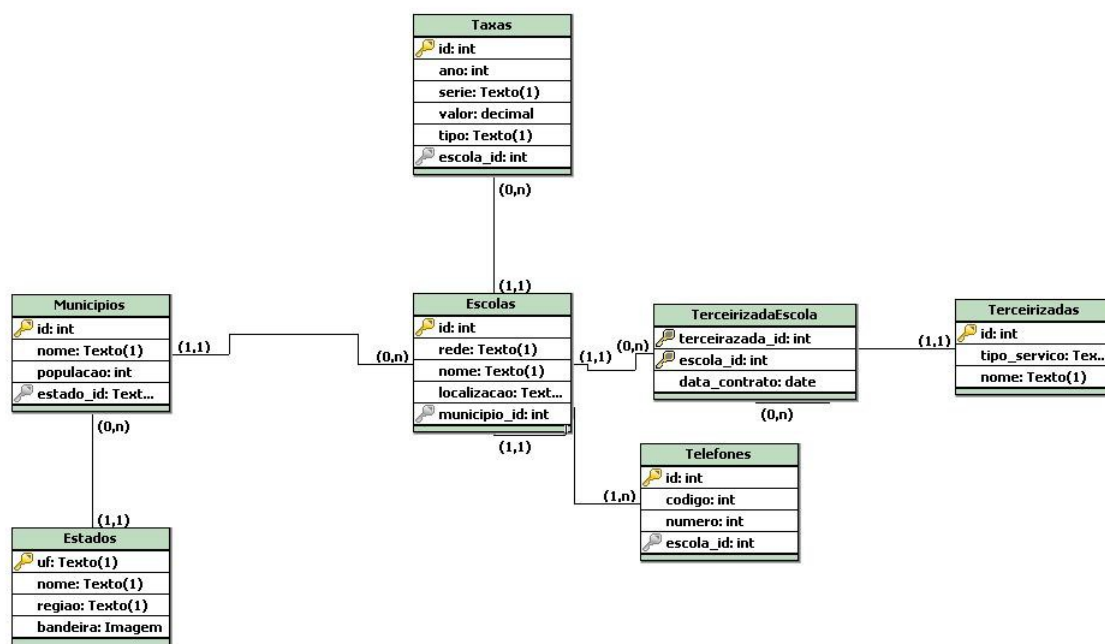 Taxas
id: int
ano: int
serie: Texto(1)
valor: decimal
tipo: Texto(1)
escola_id: int
(0,n)
(1,1)
Municipios
id: int
nome: Texto(1)
populacao: int
estado_id: Text...
(1,1)
(0,n)
(0,n)
(1,1)
Estados
uf: Texto(1)
nome: Texto(1)
regiao: Texto(1)
bandeira: Imagem
Escolas
id: int
rede: Texto(1)
nome: Texto(1)
localizacao: Text...
municipio_id: int
(1,1)
(1,1)
(0,n)
TerceirizadaEscola
terceirazada_id: int
escola_id: int
data_contrato: date
(0,n)
(1,1)
Terceirizadas
id: int
tipo_servico: Tex...
nome: Texto(1)
Telefones
(1,n)
id: int
codigo: int
numero: int
escola_id: int